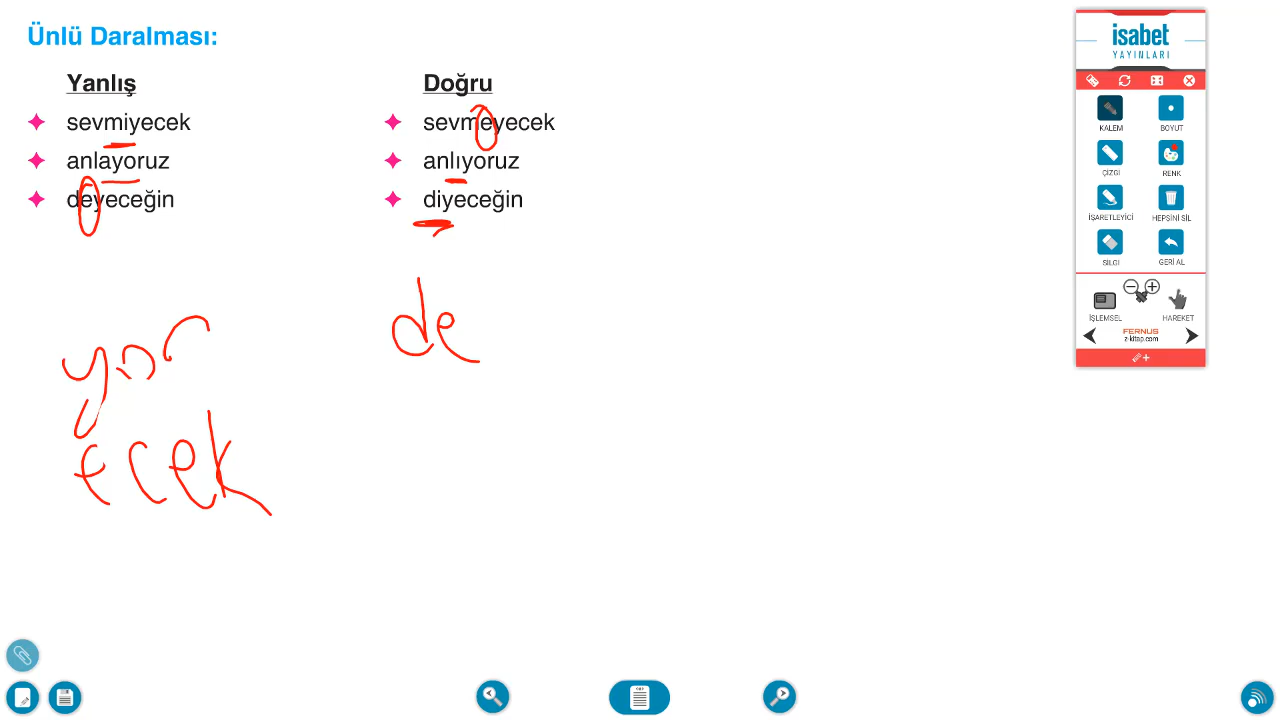 Ünlü Daralması:
Yanlış
sevmiyecek
anlayoruz
deyeceğin
Doğru
sevmeyecek
anlıyoruz
diyeceğin
yor
y
ecek
de
isabet
YAYINLARI
KALEM BOYUT
ÇİZGİ RENK
İŞARETLEYİCİ HEPSİNİ SİL
SİLGİ GERİ AL
İŞLEMSEL HAREKET
FERNUS
z-kitap.com